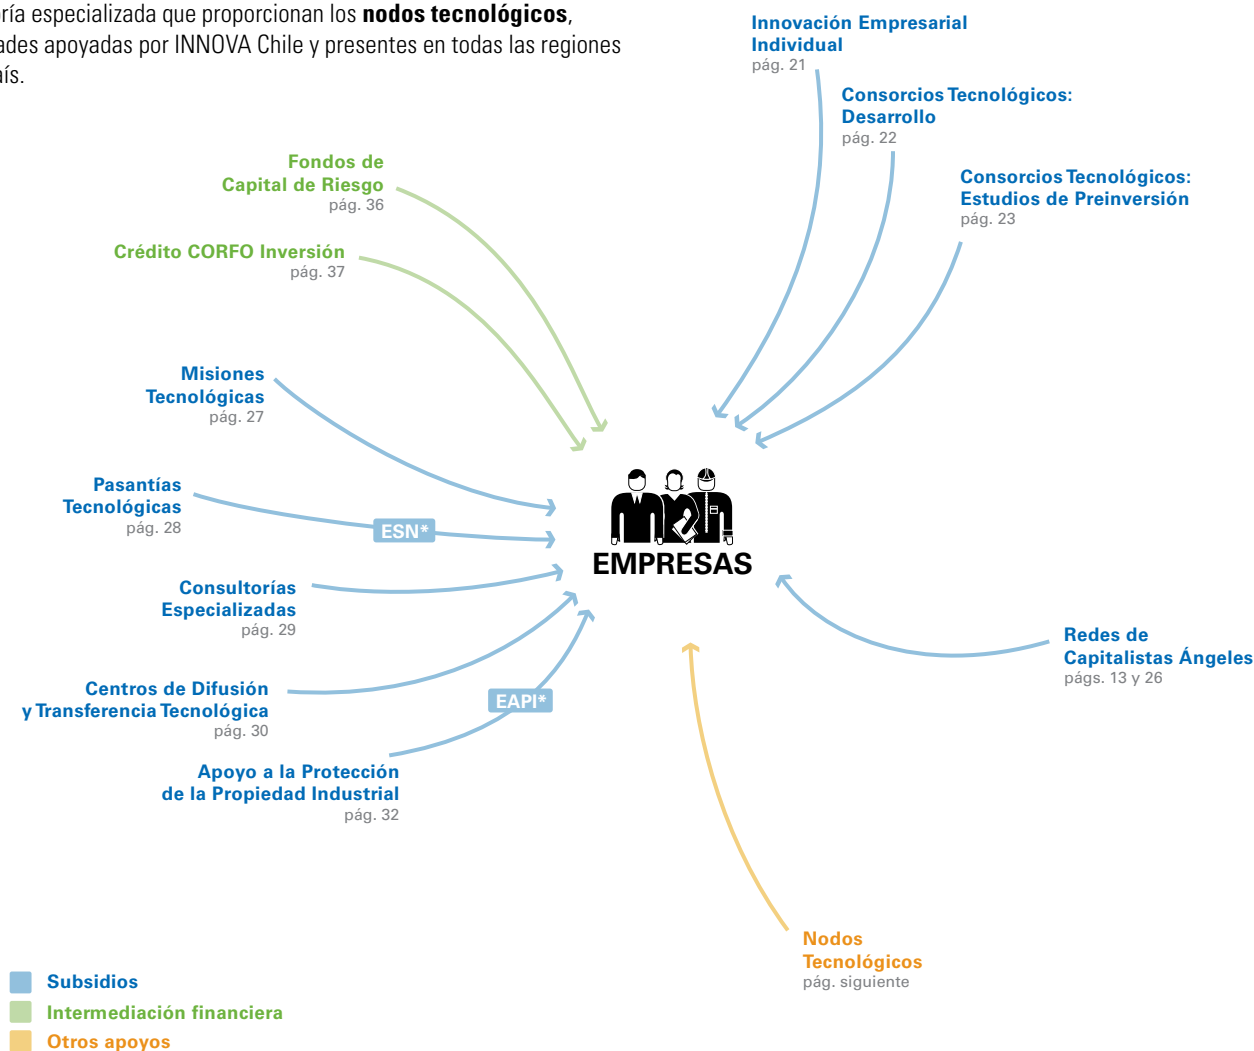 ría especializada que proporcionan los nodos tecnológicos,
ades apoyadas por INNOVA Chile y presentes en todas las regiones
aís.
Innovación Empresarial
Individual
pág. 21
Consorcios Tecnológicos:
Desarrollo
pág. 22
Consorcios Tecnológicos:
Estudios de Preinversión
pág. 23
Fondos de
Capital de Riesgo
pág. 36
Crédito CORFO Inversión
pág. 37
Misiones
Tecnológicas
pág. 27
Pasantías
Tecnológicas
pág. 28
ESN*
EMPRESAS
Consultorías
Especializadas
pág. 29
Redes de
Capitalistas Ángeles
págs. 13 y 26
Centros de Difusión
y Transferencia Tecnológica
pág. 30
EAPI*
Apoyo a la Protección
de la Propiedad Industrial
pág. 32
Nodos
Tecnológicos
pág. siguiente
Subsidios
Intermediación financiera
Otros apoyos